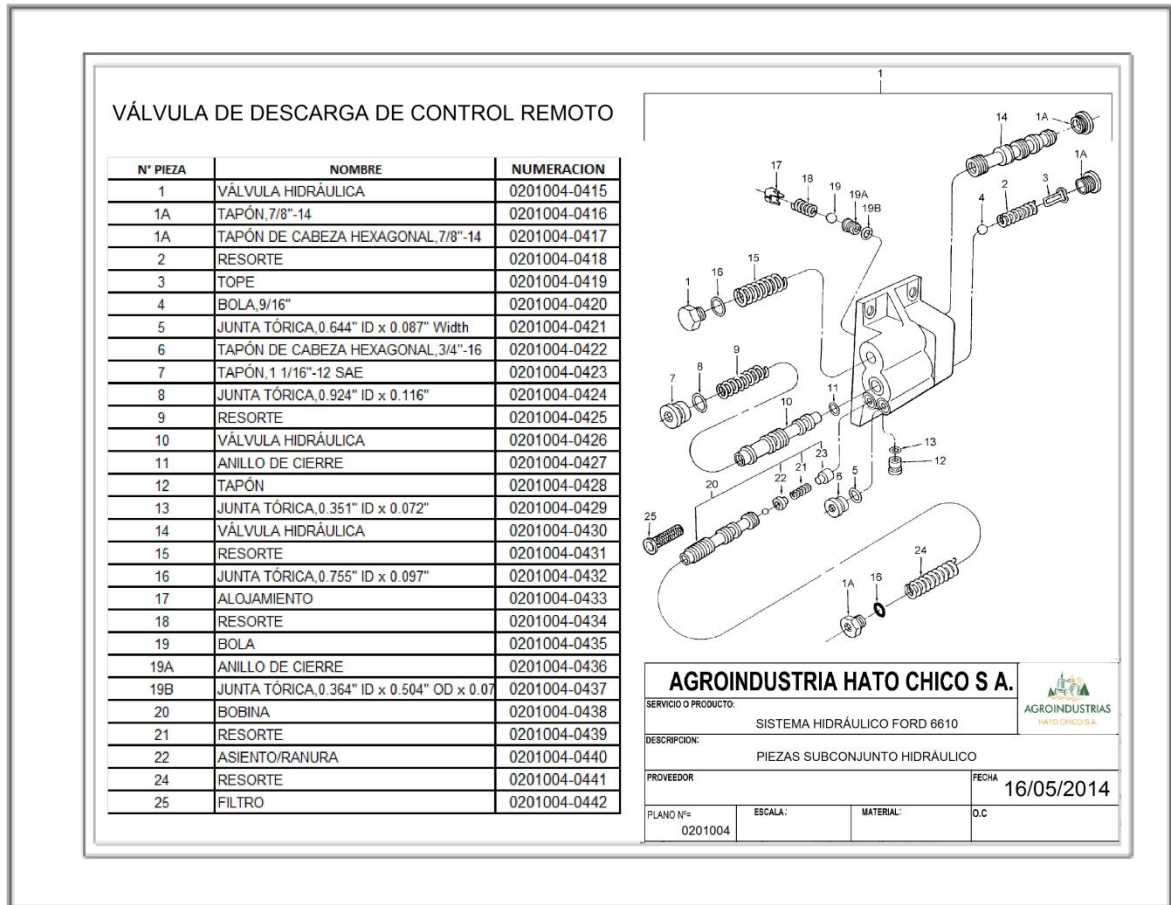 VÁLVULA DE DESCARGA DE CONTROL REMOTO
N° PIEZA NOMBRE NUMERACION
1 VÁLVULA HIDRÁULICA 0201004-0415
1A TAPÓN,7/8"-14 0201004-0416
1A TAPÓN DE CABEZA HEXAGONAL,7/8"-14 0201004-0417
2 RESORTE 0201004-0418
3 TOPE 0201004-0419
4 BOLA,9/16" 0201004-0420
5 JUNTA TÓRICA,0.644" ID x 0.087" Width 0201004-0421
6 TAPÓN DE CABEZA HEXAGONAL,3/4"-16 0201004-0422
7 TAPÓN,1 1/16"-12 SAE 0201004-0423
8 JUNTA TÓRICA,0.924" ID x 0.116" 0201004-0424
9 RESORTE 0201004-0425
10 VÁLVULA HIDRÁULICA 0201004-0426
11 ANILLO DE CIERRE 0201004-0427
12 TAPÓN 0201004-0428
13 JUNTA TÓRICA,0.351" ID x 0.072" 0201004-0429
14 VÁLVULA HIDRÁULICA 0201004-0430
15 RESORTE 0201004-0431
16 JUNTA TÓRICA,0.755" ID x 0.097" 0201004-0432
17 ALOJAMIENTO 0201004-0433
18 RESORTE 0201004-0434
19 BOLA 0201004-0435
19A ANILLO DE CIERRE 0201004-0436
19B JUNTA TÓRICA,0.364" ID x 0.504" OD x 0.07 0201004-0437
20 BOBINA 0201004-0438
21 RESORTE 0201004-0439
22 ASIENTO/RANURA 0201004-0440
24 RESORTE 0201004-0441
25 FILTRO 0201004-0442
1
14 1A
17 18 19 19A 19B
4 2 3 1A
1 16 15
7 8 9
10 11
13
12
20 22 21 23 6 5
25
24
1A 16
AGROINDUSTRIA HATO CHICO S A.
SERVICIO O PRODUCTO:
SISTEMA HIDRÁULICO FORD 6610
AGROINDUSTRIAS
HATO CHICO S.A.
DESCRIPCION:
PIEZAS SUBCONJUNTO HIDRÁULICO
PROVEEDOR
FECHA 16/05/2014
PLANO Nº= 0201004
ESCALA:
MATERIAL:
O.C